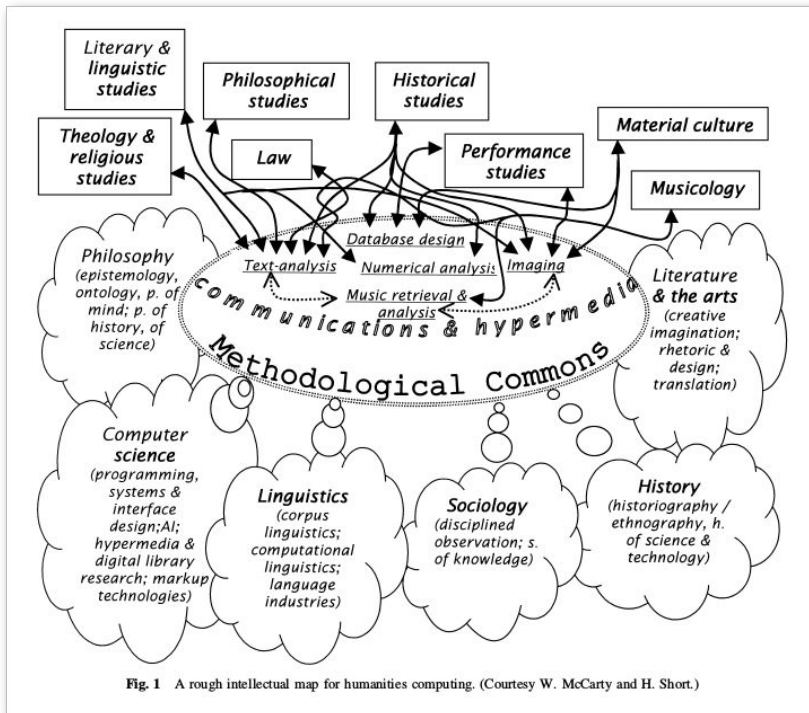 Literary &
linguistic studies
Philosophical
studies
Historical
studies
Material culture
Theology &
religious
studies
Law
Performance
studies
Musicology
Database design
Text-analysis
Numerical analysis
Imaging
Music retrieval &
analysis
communications & hypermedia
Methodological Commons
Philosophy
(epistemology,
ontology, p. of
mind; p. of
history, of
science)
Literature
& the arts
(creative
imagination;
rhetoric &
design;
translation)
Computer
science
(programming,
systems &
interface
design;AI;
hypermedia &
digital library
research; markup
technologies)
Linguistics
(corpus
linguistics;
computational
linguistics;
language
industries)
Sociology
(disciplined
observation; s.
of knowledge)
History
(historiography /
ethnography, h.
of science &
technology)
Fig. 1 A rough intellectual map for humanities computing. (Courtesy W. McCarty and H. Short.)